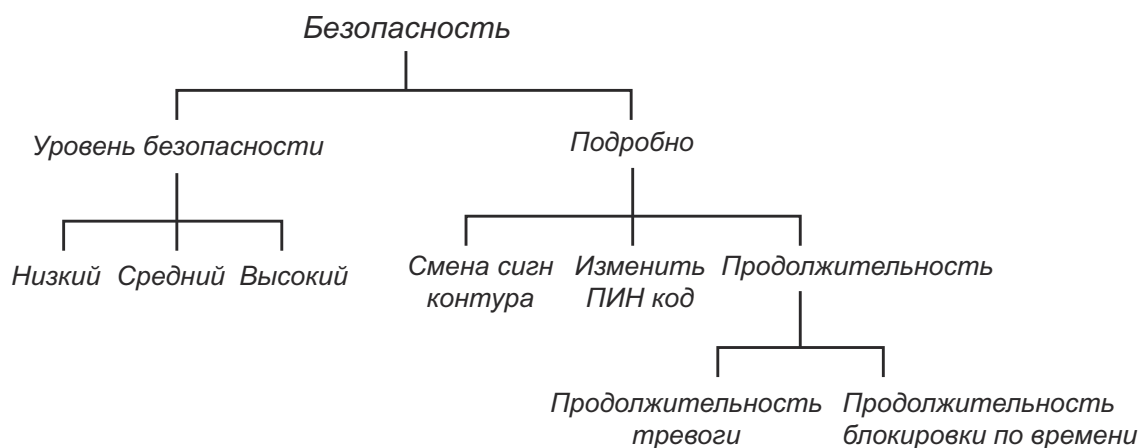 Безопасность
Уровень безопасности
Подробно
Низкий
Средний
Высокий
Смена сигн
контура
Изменить
ПИН код
Продолжительность
Продолжительность
тревоги
Продолжительность
блокировки по времени